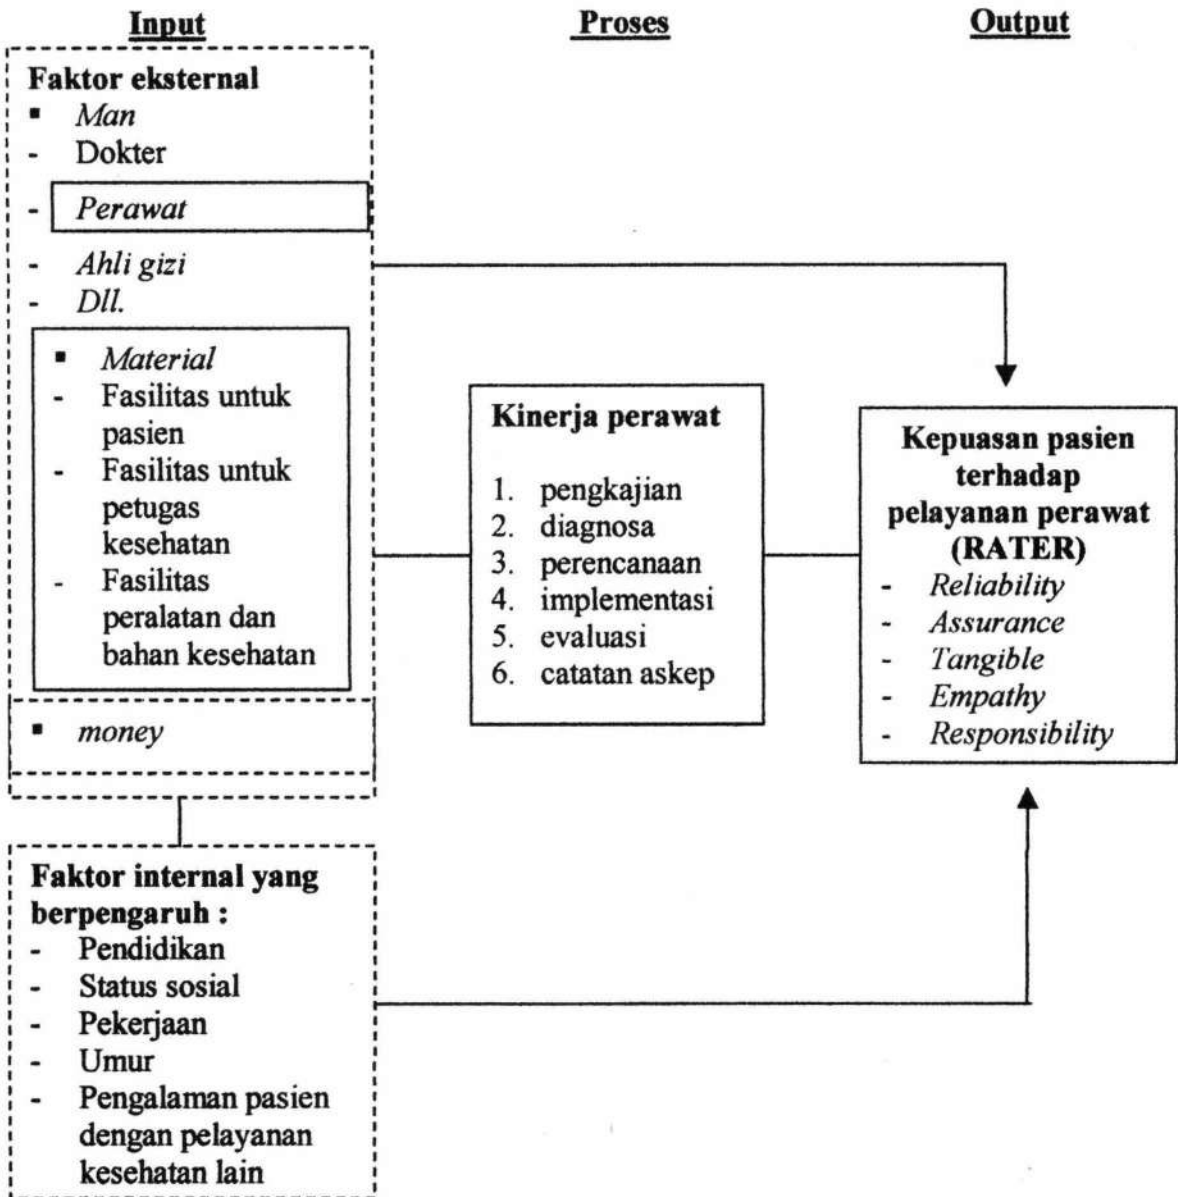 Input Proses Output
Faktor eksternal
▪ Man
- Dokter
- Perawat
- Ahli gizi
- Dll.
▪ Material
- Fasilitas untuk
pasien
- Fasilitas untuk
petugas
kesehatan
- Fasilitas
peralatan dan
bahan kesehatan
▪ money
Faktor internal yang
berpengaruh :
- Pendidikan
- Status sosial
- Pekerjaan
- Umur
- Pengalaman pasien
dengan pelayanan
kesehatan lain
Kinerja perawat
1. pengkajian
2. diagnosa
3. perencanaan
4. implementasi
5. evaluasi
6. catatan askep
Kepuasan pasien
terhadap
pelayanan perawat
(RATER)
- Reliability
- Assurance
- Tangible
- Empathy
- Responsibility